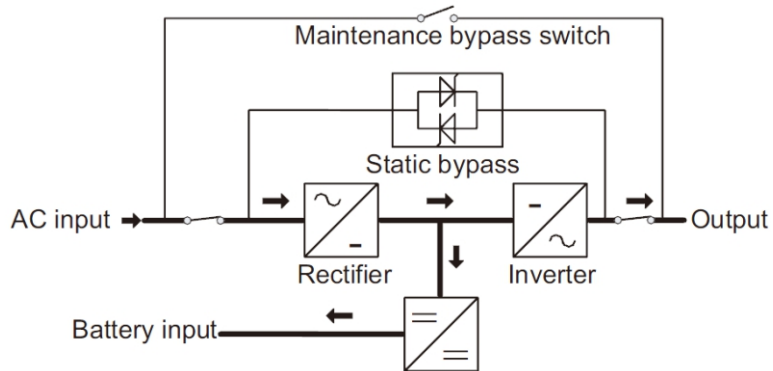 Maintenance bypass switch
Static bypass
AC input
Output
Rectifier
Inverter
Battery input